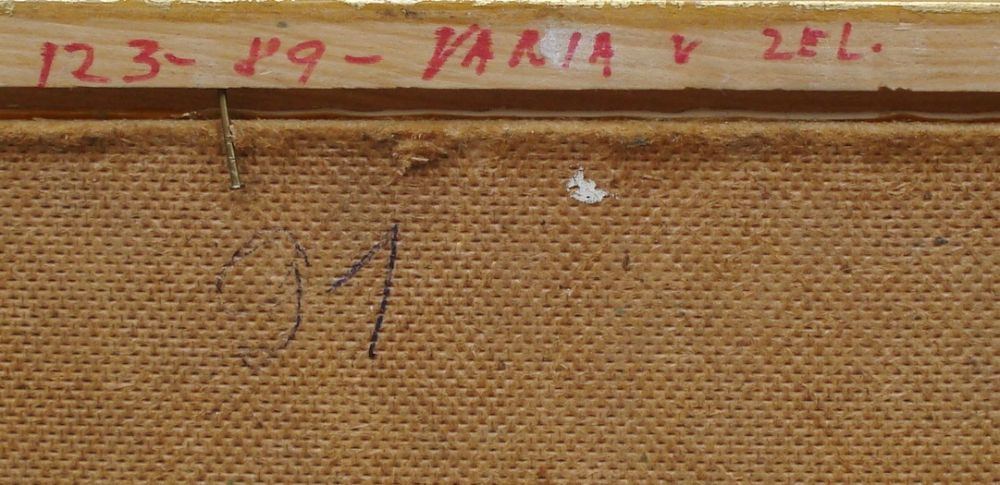 123- 89- VARIA V ZEL.
91